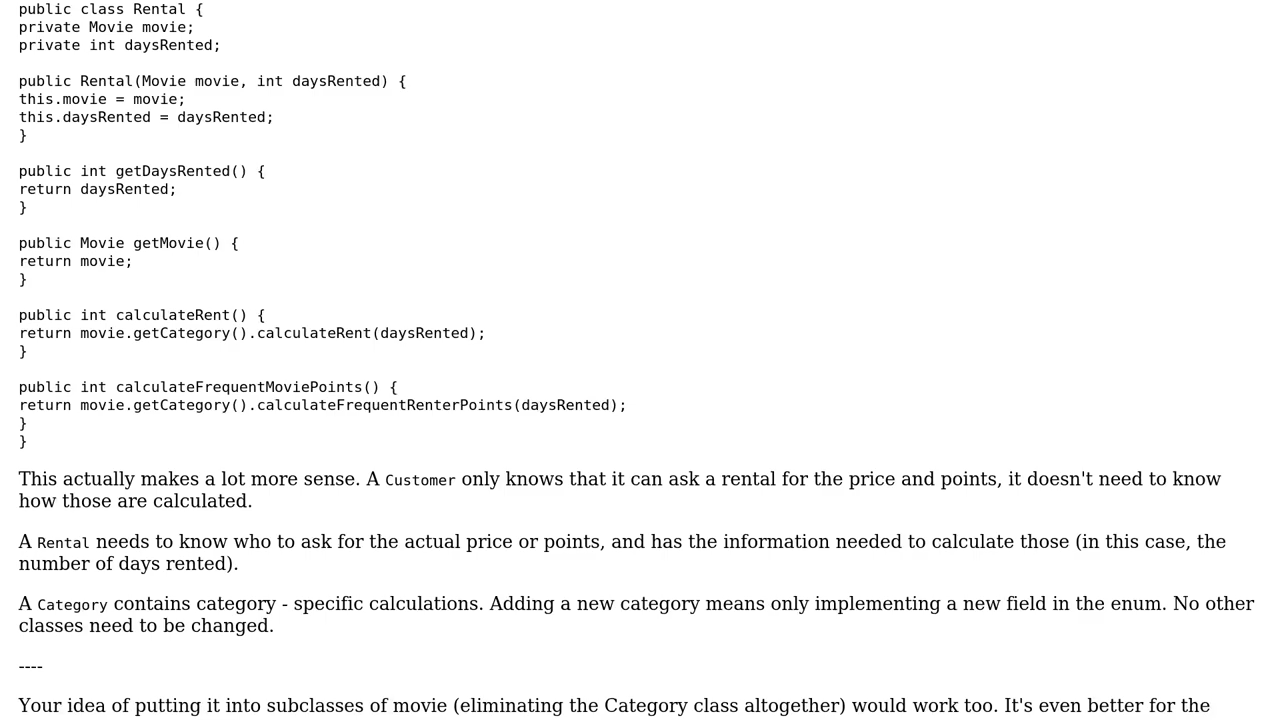 public class Rental {
private Movie movie;
private int daysRented;
public Rental(Movie movie, int daysRented) {
this.movie = movie;
this.daysRented = daysRented;
}
public int getDaysRented() {
return daysRented;
}
public Movie getMovie() {
return movie;
}
public int calculateRent() {
return movie.getCategory().calculateRent(daysRented);
}
public int calculateFrequentMoviePoints() {
return movie.getCategory().calculateFrequentRenterPoints(daysRented);
}
}
This actually makes a lot more sense. A Customer only knows that it can ask a rental for the price and points, it doesn't need to know
how those are calculated.
A Rental needs to know who to ask for the actual price or points, and has the information needed to calculate those (in this case, the
number of days rented).
A Category contains category - specific calculations. Adding a new category means only implementing a new field in the enum. No other
classes need to be changed.
----
Your idea of putting it into subclasses of movie (eliminating the Category class altogether) would work too. It's even better for the